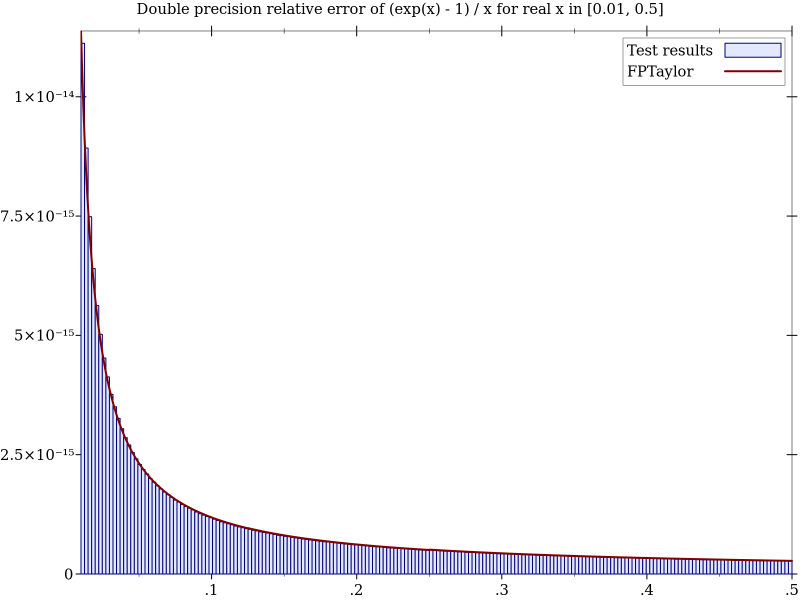 Double precision relative error of (exp(x) - 1) / x for real x in [0.01, 0.5]
Test results
FPTaylor
1×10⁻¹⁴
7.5×10⁻¹⁵
5×10⁻¹⁵
2.5×10⁻¹⁵
0
.1 .2 .3 .4 .5